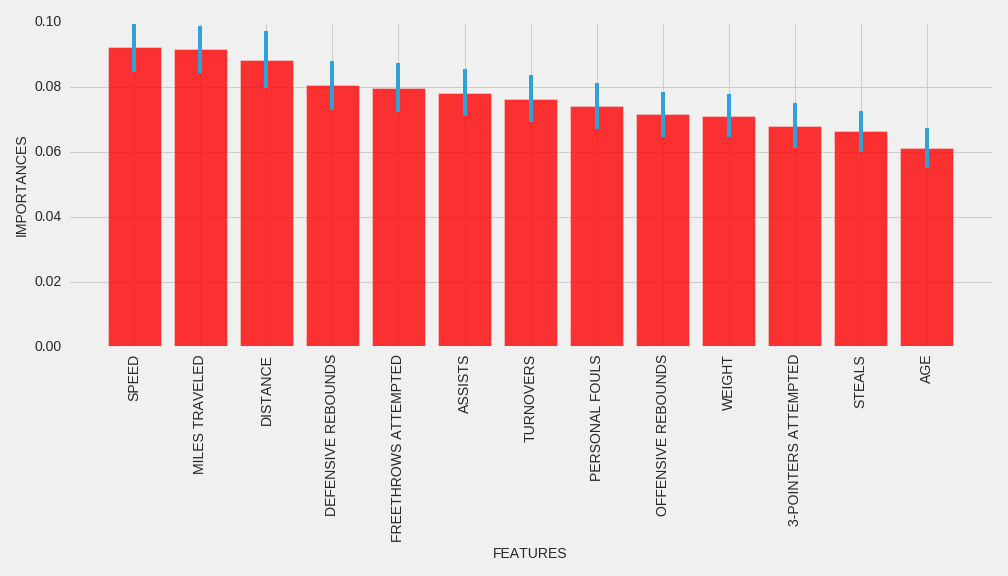 0.10
0.08
0.06
0.04
0.02
0.00
IMPORTANCES
SPEED
MILES TRAVELED
DISTANCE
DEFENSIVE REBOUNDS
FREETHROWS ATTEMPTED
ASSISTS
TURNOVERS
PERSONAL FOULS
OFFENSIVE REBOUNDS
WEIGHT
3-POINTERS ATTEMPTED
STEALS
AGE
FEATURES